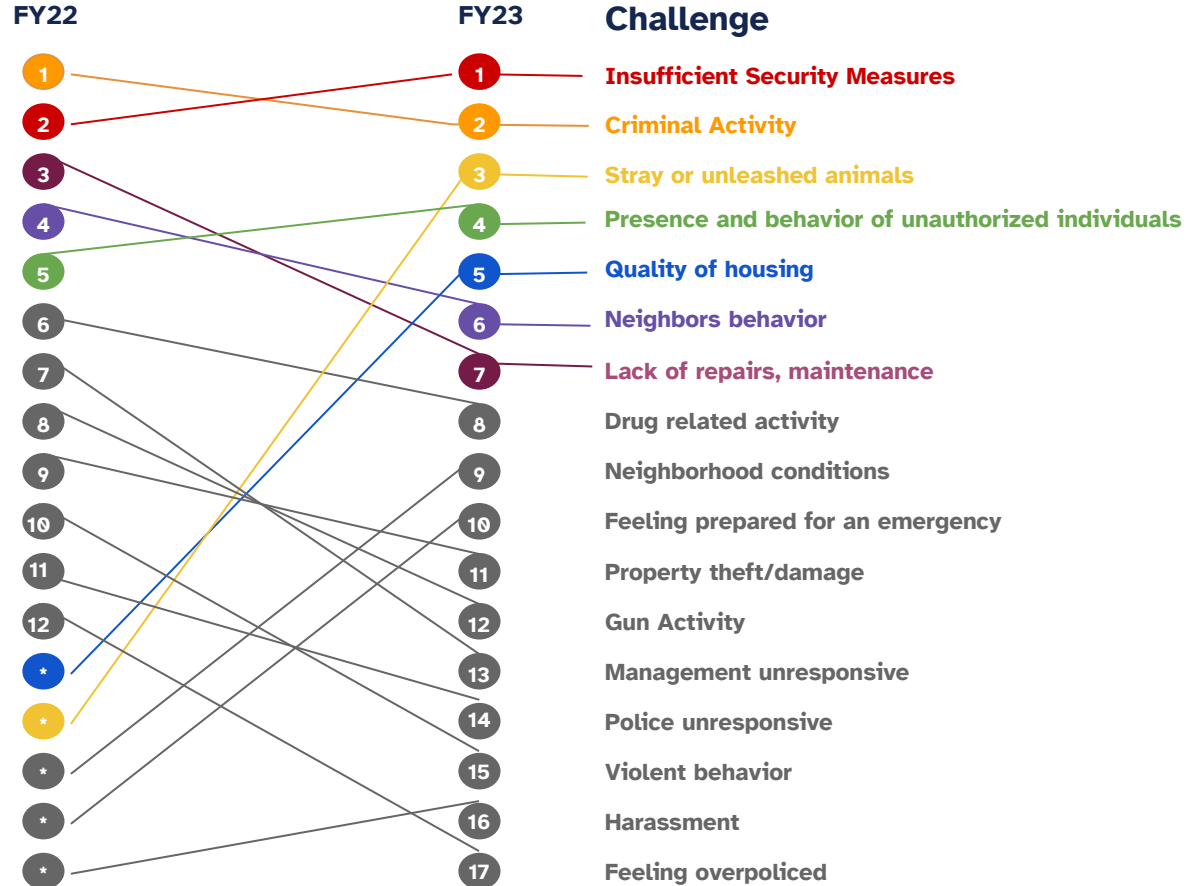 FY22 FY23 Challenge
1 1 Insufficient Security Measures
2 2 Criminal Activity
3 3 Stray or unleashed animals
4 4 Presence and behavior of unauthorized individuals
5 5 Quality of housing
6 6 Neighbors behavior
7 7 Lack of repairs, maintenance
8 8 Drug related activity
9 9 Neighborhood conditions
10 10 Feeling prepared for an emergency
11 11 Property theft/damage
12 12 Gun Activity
* 13 Management unresponsive
* 14 Police unresponsive
* 15 Violent behavior
* 16 Harassment
* 17 Feeling overpoliced